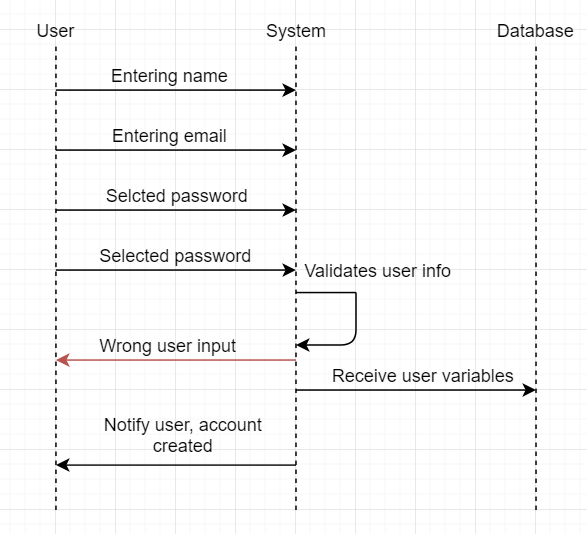 User
System
Database
Entering name
Entering email
Selcted password
Selected password
Validates user info
Wrong user input
Receive user variables
Notify user, account
created